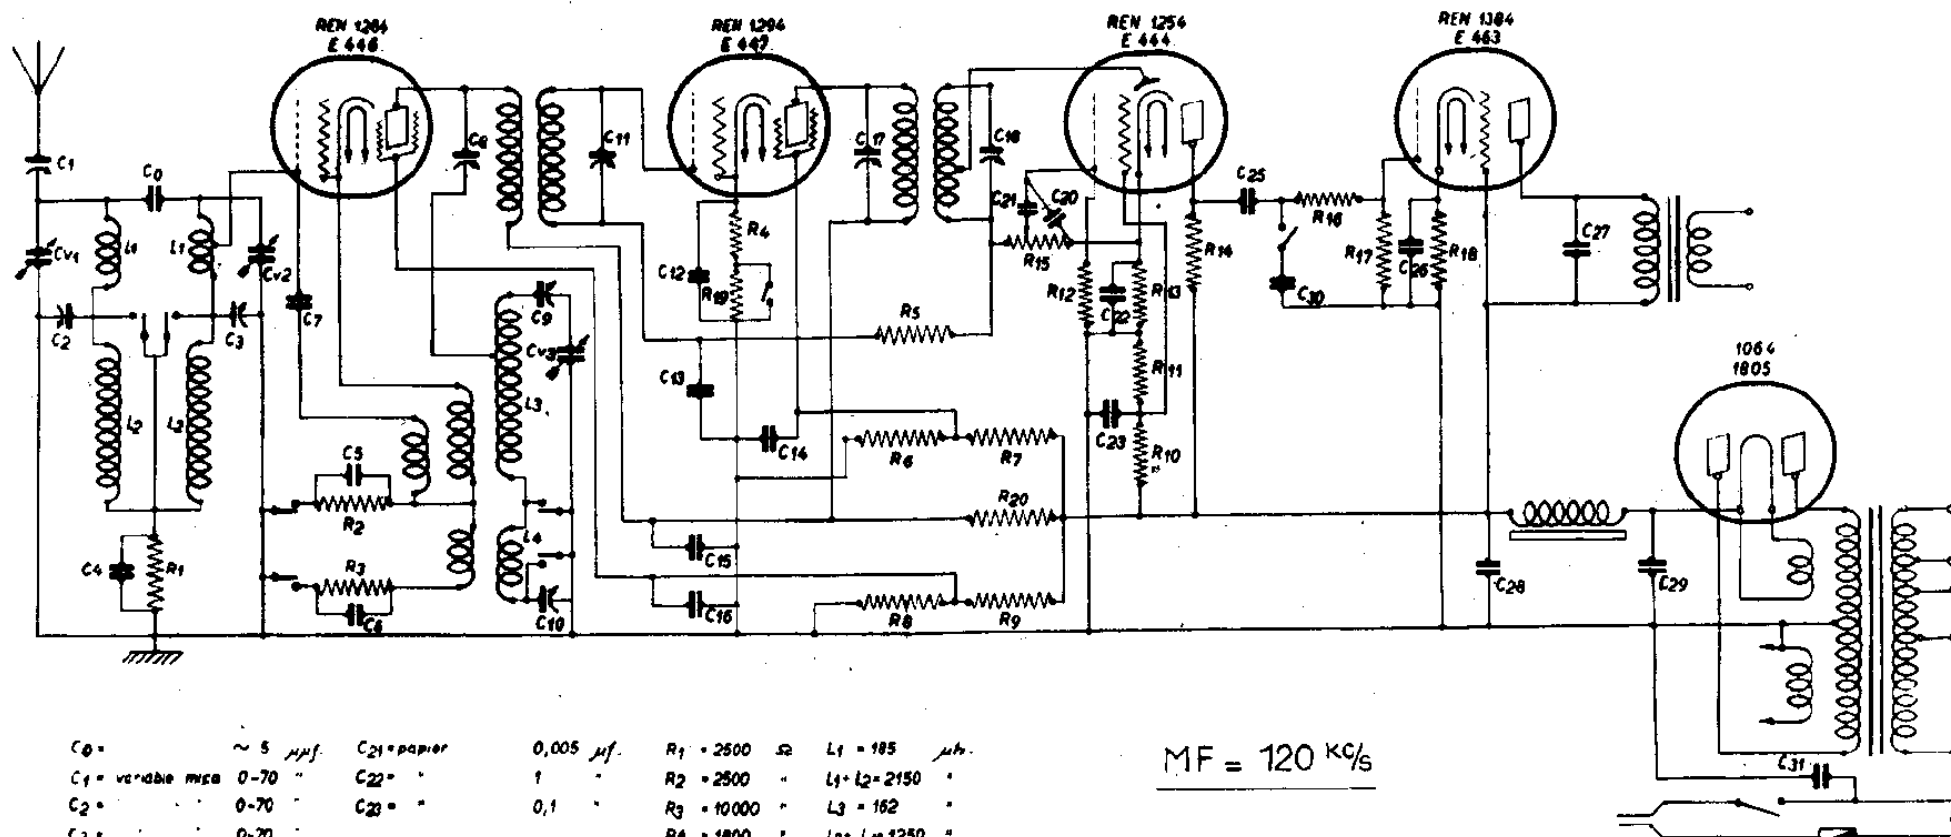 REN 1284
E 446
REN 1294
E 447
REN 1254
E 444
REN 1384
E 463
C1
C0
Cv1
L1
L1
Cv2
C2
C3
L2
L2
C7
C4
R1
C5
R2
R3
C6
C8
C11
C9
Cv3
L3
L4
C10
R4
C12
R19
C13
C14
C15
C16
C17
C18
R5
R6
R7
R20
R8
R9
C21
C20
R15
R12
C22
R13
R11
C23
R10
R14
C25
R16
C30
R17
C26
R18
C27
1064
1805
C28
C29
C31
MF = 120 KC/s
C0 = ~ 5 µµf. C21 = papier 0,005 µf. R1 = 2500 Ω L1 = 185 µh.
C1 = variable mica 0-70 " C22 = " 1 " R2 = 2500 " L1+L2 = 2150 "
C2 = " " 0-70 " C23 = " 0,1 " R3 = 10000 " L3 = 162 "
0-70 " R4 = 1800 " 1250 "